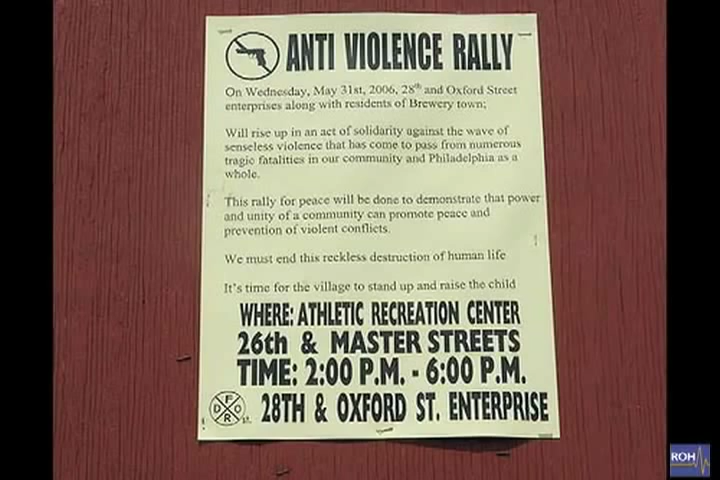 ANTI VIOLENCE RALLY
On Wednesday, May 31st, 2006, 28th and Oxford Street
enterprises along with residents of Brewery town;
Will rise up in an act of solidarity against the wave of
senseless violence that has come to pass from numerous
tragic fatalities in our community and Philadelphia as a
whole.
This rally for peace will be done to demonstrate that power
and unity of a community can promote peace and
prevention of violent conflicts.
We must end this reckless destruction of human life
It's time for the village to stand up and raise the child
WHERE: ATHLETIC RECREATION CENTER
26th & MASTER STREETS
TIME: 2:00 P.M. - 6:00 P.M.
F
D O
R
28TH & OXFORD ST. ENTERPRISE
ROH